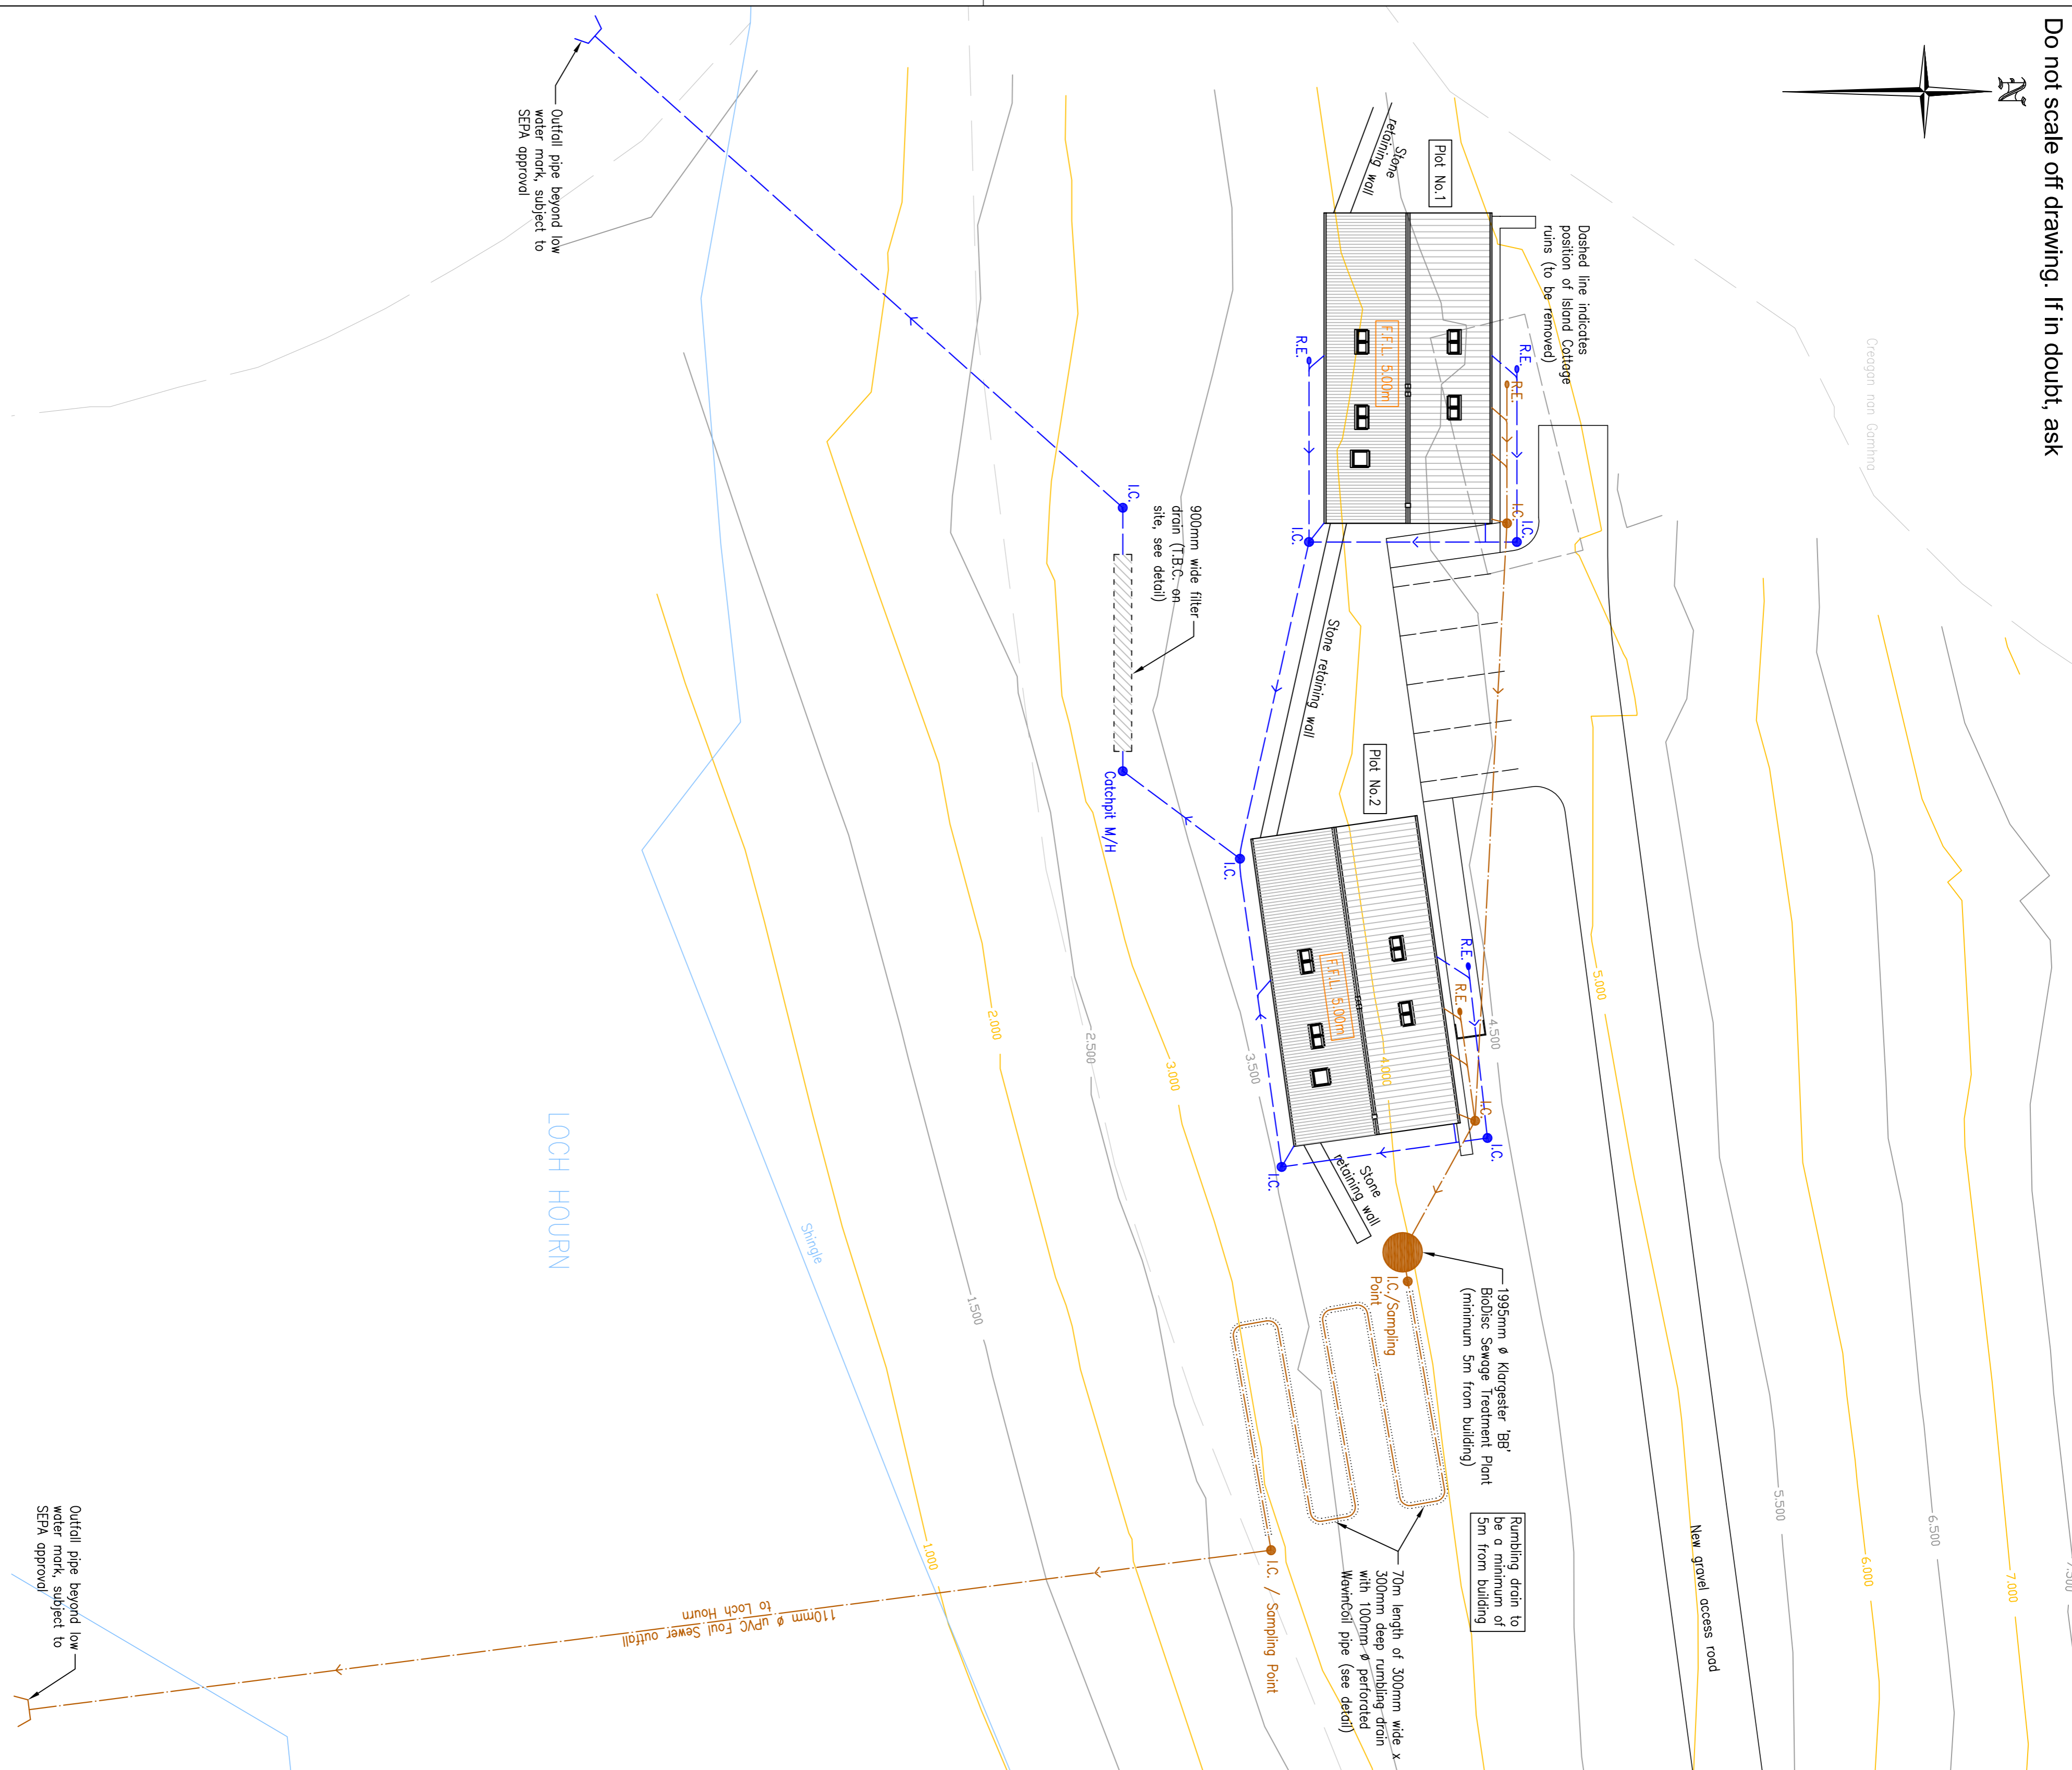 Do not scale off drawing. If in doubt, ask
N
Creagan nan Gamhna
Dashed line indicates
position of Island Cottage
ruins (to be removed)
Plot No.1
Stone
retaining wall
F.F.L. 5.00m
R.E.
R.E.
R.E.
I.C.
I.C.
I.C.
Stone retaining wall
900mm wide filter
drain (T.B.C. on
site, see detail)
I.C.
Catchpit M/H
I.C.
Outfall pipe beyond low
water mark, subject to
SEPA approval
Plot No.2
F.F.L. 5.00m
R.E.
R.E.
I.C.
I.C.
I.C.
Stone
retaining wall
1995mm ø Klargester 'BB'
BioDisc Sewage Treatment Plant
(minimum 5m from building)
I.C./Sampling
Point
Rumbling drain to
be a minimum of
5m from building
70m length of 300mm wide x
300mm deep rumbling drain
with 100mm ø perforated
WavinCoil pipe (see detail)
I.C. / Sampling Point
New gravel access road
110mm ø uPVC Foul Sewer outfall
to Loch Hourn
Outfall pipe beyond low
water mark, subject to
SEPA approval
LOCH HOURN
Shingle
7.500
7.000
6.500
6.000
5.500
5.000
4.500
4.000
3.500
3.000
2.500
2.000
1.500
1.000